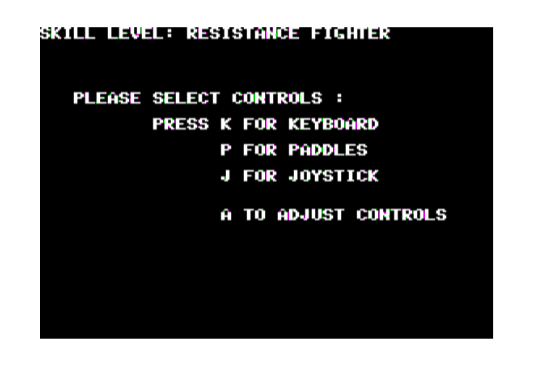 SKILL LEVEL: RESISTANCE FIGHTER
PLEASE SELECT CONTROLS :
PRESS K FOR KEYBOARD
P FOR PADDLES
J FOR JOYSTICK
A TO ADJUST CONTROLS